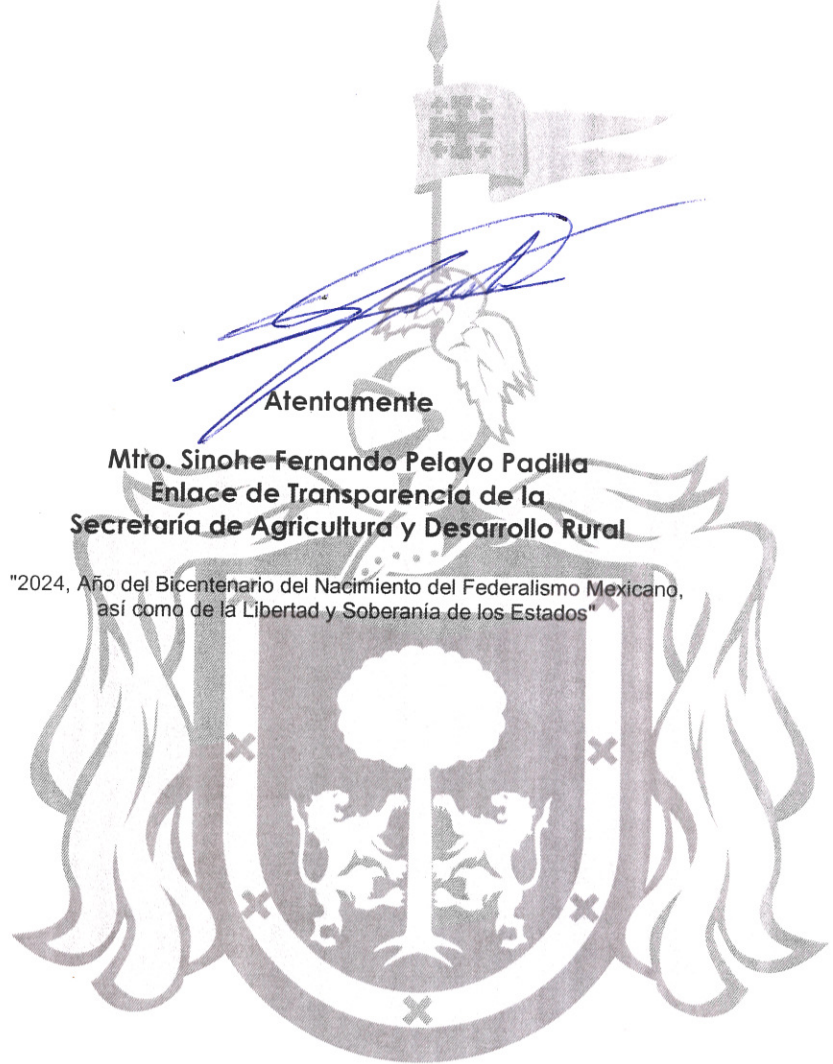 Atentamente
Mtro. Sinohe Fernando Pelayo Padilla
Enlace de Transparencia de la
Secretaría de Agricultura y Desarrollo Rural
"2024, Año del Bicentenario del Nacimiento del Federalismo Mexicano,
así como de la Libertad y Soberanía de los Estados"